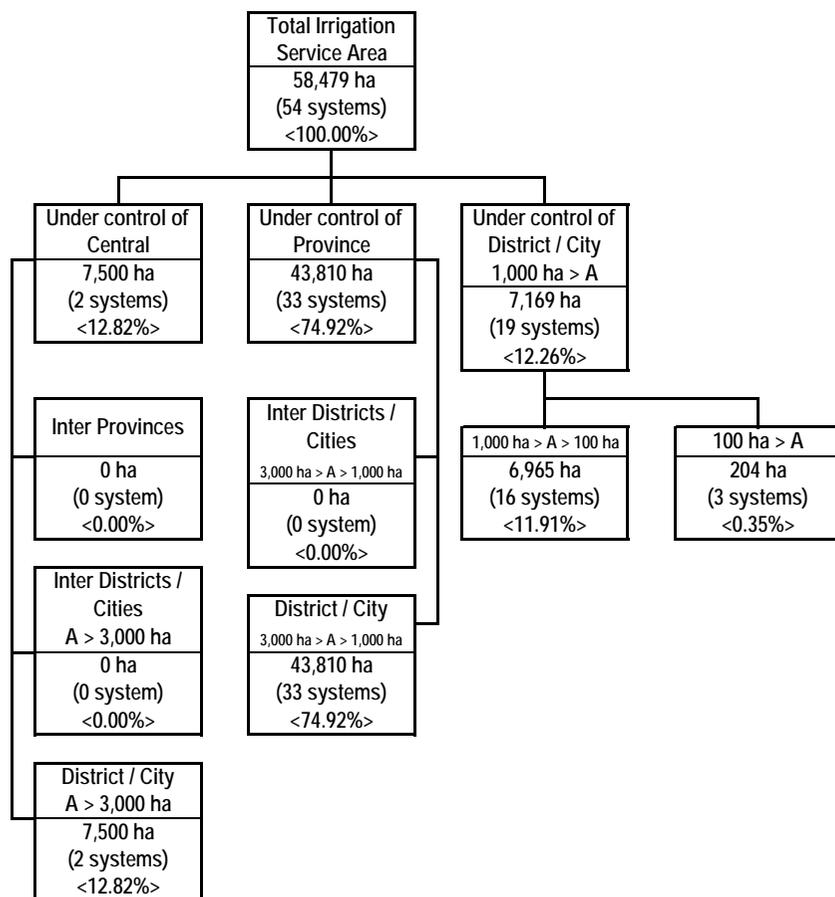 Total Irrigation
Service Area
58,479 ha
(54 systems)
<100.00%>
Under control of
Central
7,500 ha
(2 systems)
<12.82%>
Under control of
Province
43,810 ha
(33 systems)
<74.92%>
Under control of
District / City
1,000 ha > A
7,169 ha
(19 systems)
<12.26%>
Inter Provinces
0 ha
(0 system)
<0.00%>
Inter Districts /
Cities
3,000 ha > A > 1,000 ha
0 ha
(0 system)
<0.00%>
1,000 ha > A > 100 ha
6,965 ha
(16 systems)
<11.91%>
100 ha > A
204 ha
(3 systems)
<0.35%>
Inter Districts /
Cities
A > 3,000 ha
0 ha
(0 system)
<0.00%>
District / City
3,000 ha > A > 1,000 ha
43,810 ha
(33 systems)
<74.92%>
District / City
A > 3,000 ha
7,500 ha
(2 systems)
<12.82%>